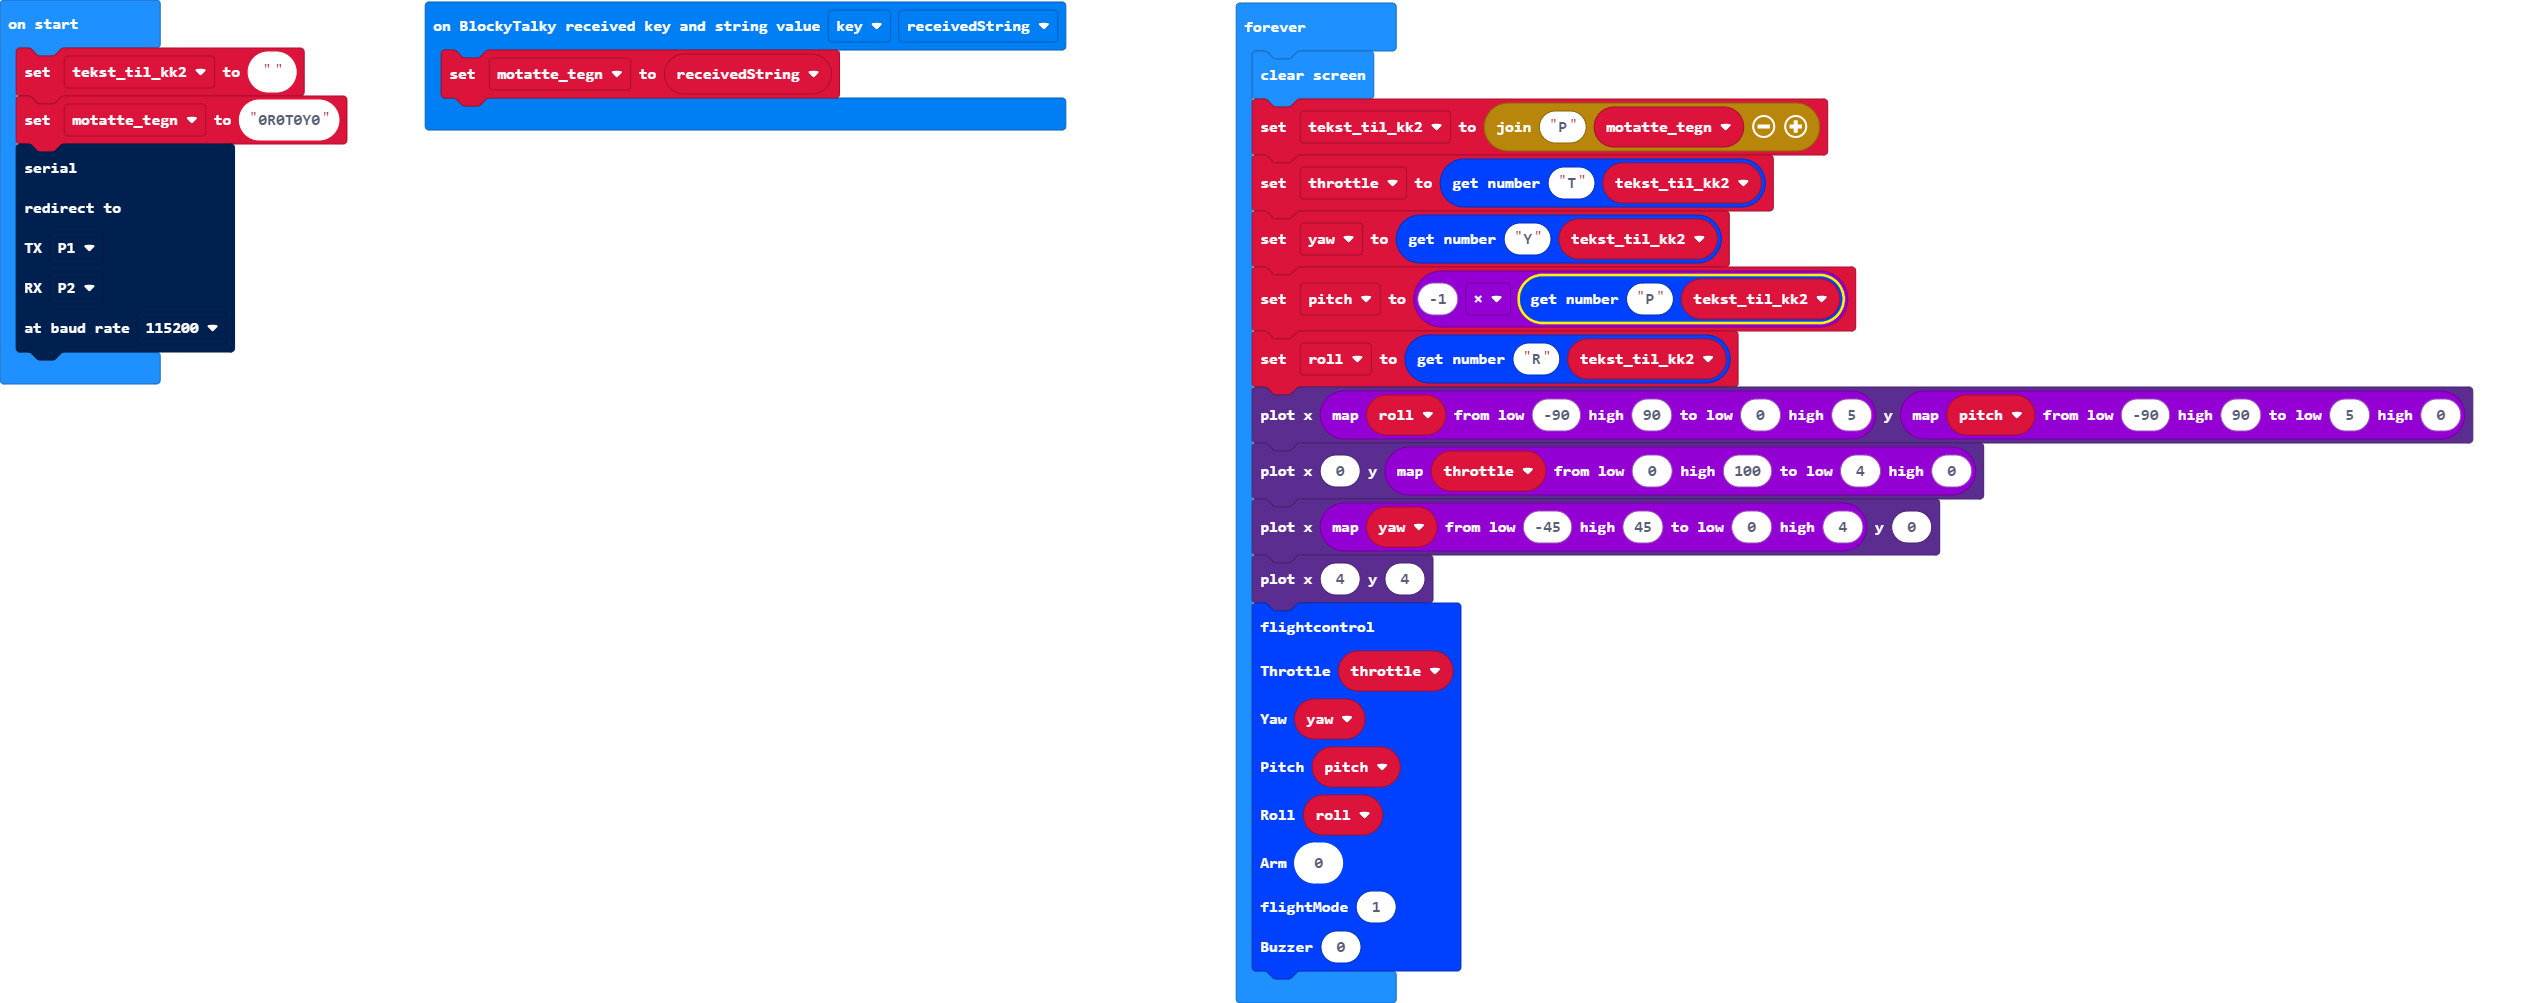 on start
set tekst_til_kk2 to " "
set motatte_tegn to "0R0T0Y0"
serial
redirect to
TX P1
RX P2
at baud rate 115200
on BlockyTalky received key and string value key receivedString
set motatte_tegn to receivedString
forever
clear screen
set tekst_til_kk2 to join "P" motatte_tegn
set throttle to get number "T" tekst_til_kk2
set yaw to get number "Y" tekst_til_kk2
set pitch to -1 × get number "P" tekst_til_kk2
set roll to get number "R" tekst_til_kk2
plot x map roll from low -90 high 90 to low 0 high 5 y map pitch from low -90 high 90 to low 5 high 0
plot x 0 y map throttle from low 0 high 100 to low 4 high 0
plot x map yaw from low -45 high 45 to low 0 high 4 y 0
plot x 4 y 4
flightcontrol
Throttle throttle
Yaw yaw
Pitch pitch
Roll roll
Arm 0
flightMode 1
Buzzer 0